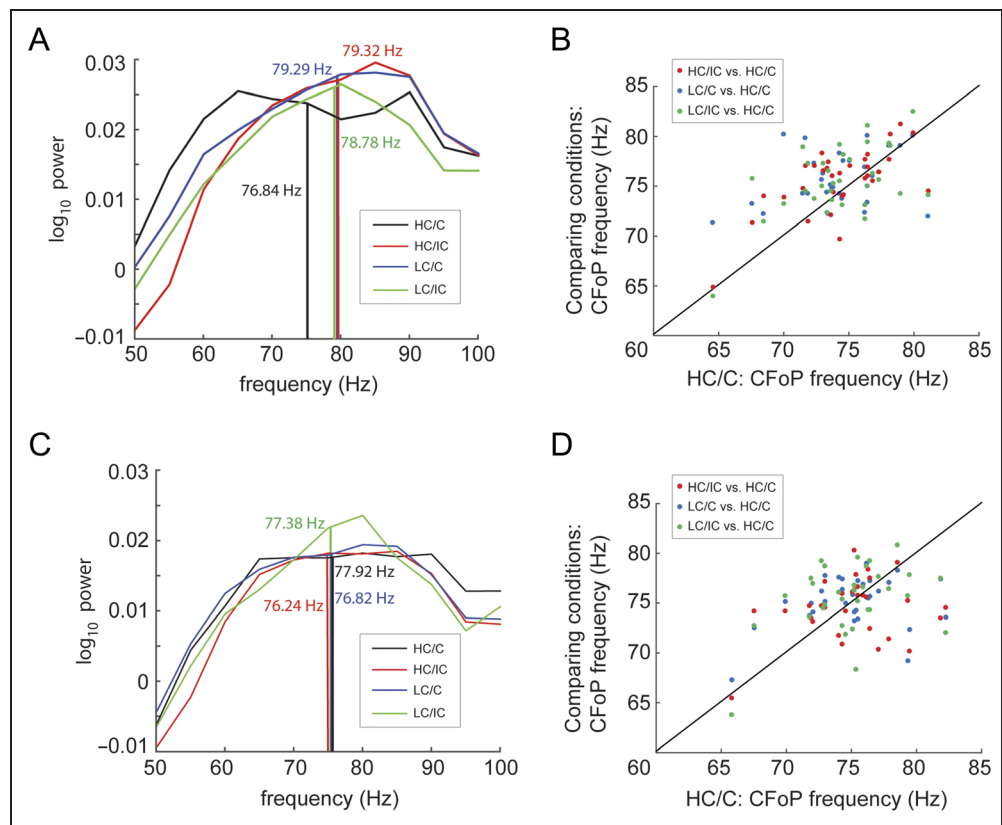 A
79.32 Hz
79.29 Hz
78.78 Hz
76.84 Hz
0.03
0.02
0.01
0
−0.01
log10 power
50
60
70
80
90
100
frequency (Hz)
HC/C
HC/IC
LC/C
LC/IC
B
HC/IC vs. HC/C
LC/C vs. HC/C
LC/IC vs. HC/C
85
80
75
70
65
60
65
70
75
80
85
Comparing conditions:
CFoP frequency (Hz)
HC/C: CFoP frequency (Hz)
C
77.38 Hz
77.92 Hz
76.24 Hz
76.82 Hz
0.03
0.02
0.01
0
−0.01
log10 power
50
60
70
80
90
100
frequency (Hz)
HC/C
HC/IC
LC/C
LC/IC
D
HC/IC vs. HC/C
LC/C vs. HC/C
LC/IC vs. HC/C
85
80
75
70
65
60
65
70
75
80
85
Comparing conditions:
CFoP frequency (Hz)
HC/C: CFoP frequency (Hz)